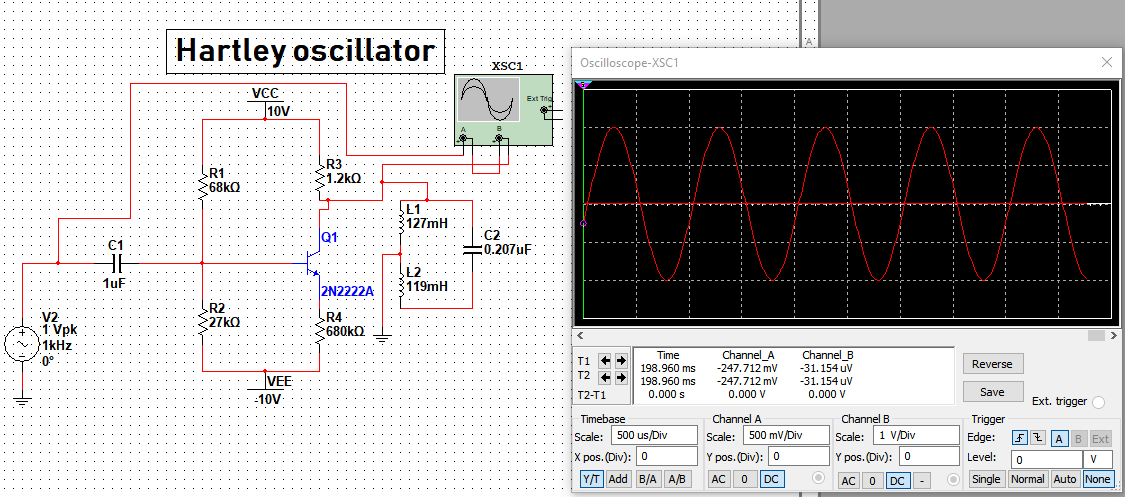 Hartley oscillator
XSC1
Ext Trig
A
B
VCC
10V
R1
68kΩ
R3
1.2kΩ
L1
127mH
C2
0.207uF
L2
119mH
C1
1uF
Q1
2N2222A
R2
27kΩ
R4
680kΩ
V2
1 Vpk
1kHz
0°
VEE
-10V
A
Oscilloscope-XSC1
Time Channel_A Channel_B
T1 198.960 ms -247.712 mV -31.154 uV
T2 198.960 ms -247.712 mV -31.154 uV
T2-T1 0.000 s 0.000 V 0.000 V
Reverse
Save
Ext. trigger
Timebase
Scale: 500 us/Div
X pos.(Div): 0
Y/T Add B/A A/B
Channel A
Scale: 500 mV/Div
Y pos.(Div): 0
AC 0 DC
Channel B
Scale: 1 V/Div
Y pos.(Div): 0
AC 0 DC -
Trigger
Edge: A B Ext
Level: 0 V
Single Normal Auto None